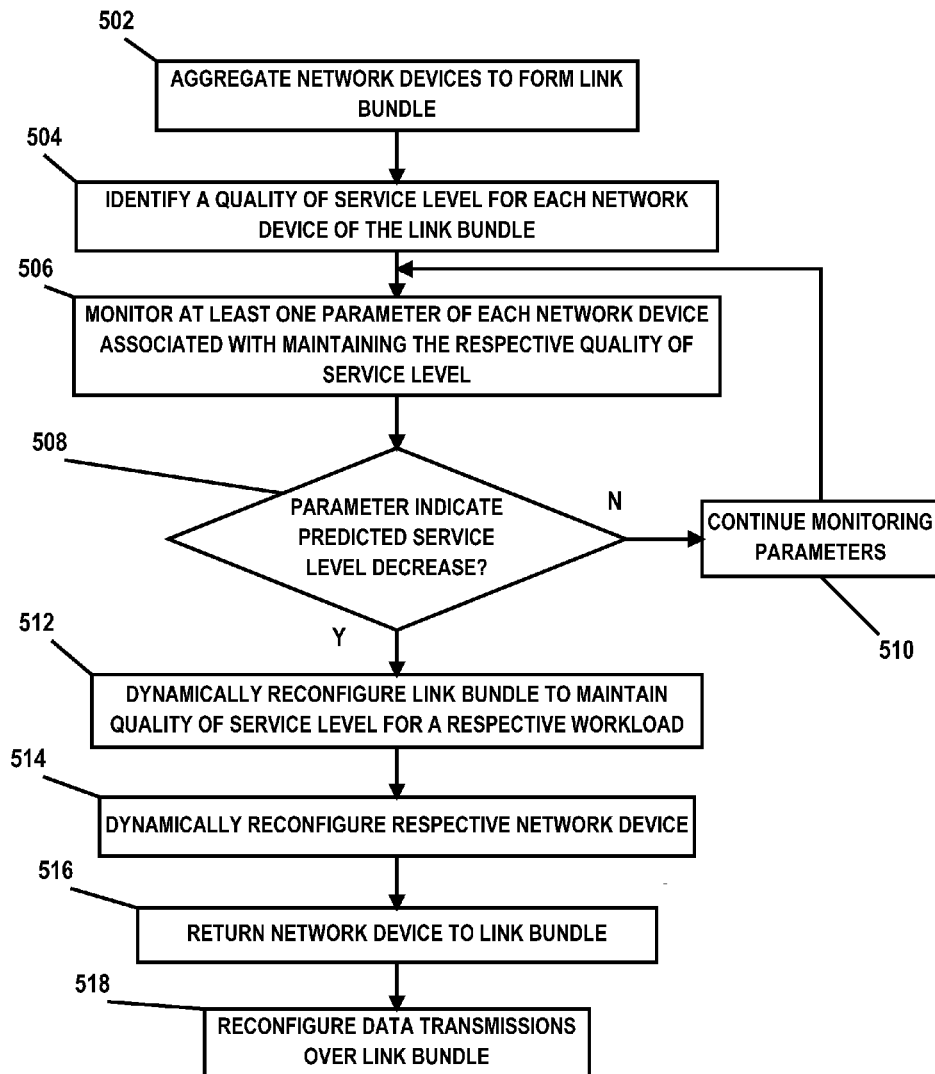 502
AGGREGATE NETWORK DEVICES TO FORM LINK
BUNDLE
504
IDENTIFY A QUALITY OF SERVICE LEVEL FOR EACH NETWORK
DEVICE OF THE LINK BUNDLE
506
MONITOR AT LEAST ONE PARAMETER OF EACH NETWORK DEVICE
ASSOCIATED WITH MAINTAINING THE RESPECTIVE QUALITY OF
SERVICE LEVEL
508
PARAMETER INDICATE
PREDICTED SERVICE
LEVEL DECREASE?
N
CONTINUE MONITORING
PARAMETERS
510
Y
512
DYNAMICALLY RECONFIGURE LINK BUNDLE TO MAINTAIN
QUALITY OF SERVICE LEVEL FOR A RESPECTIVE WORKLOAD
514
DYNAMICALLY RECONFIGURE RESPECTIVE NETWORK DEVICE
516
RETURN NETWORK DEVICE TO LINK BUNDLE
518
RECONFIGURE DATA TRANSMISSIONS
OVER LINK BUNDLE